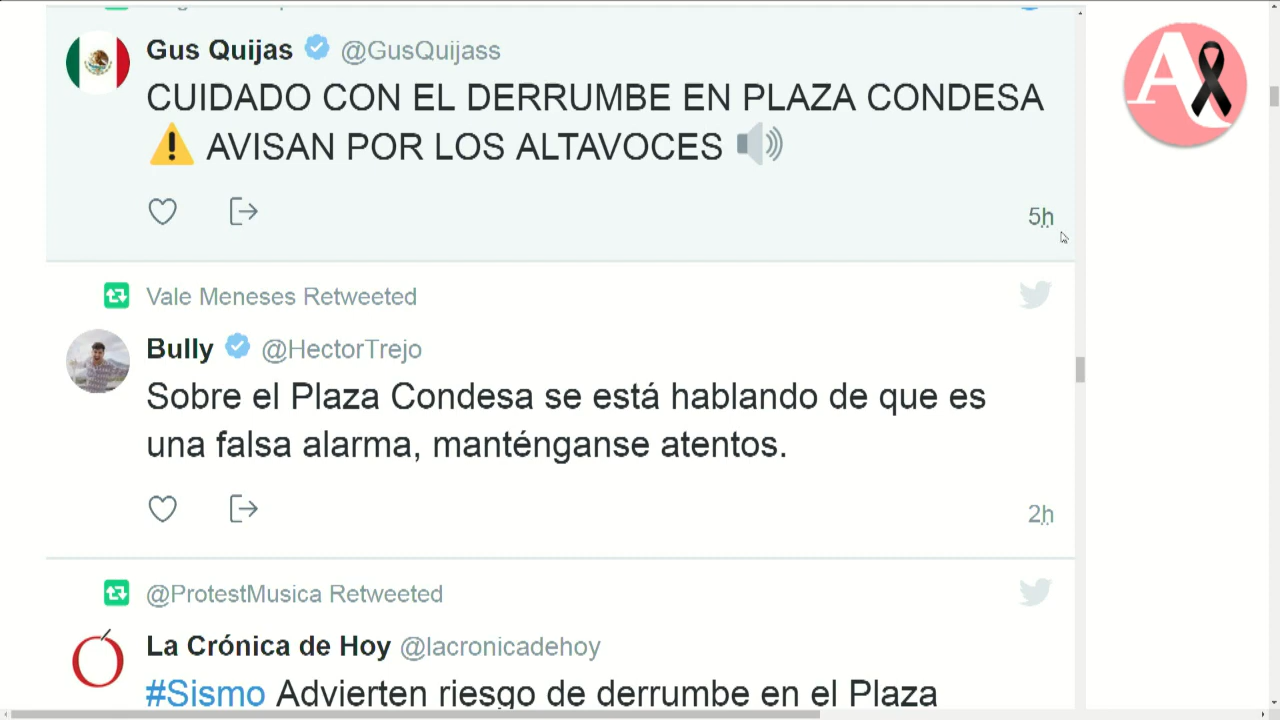 Gus Quijas @GusQuijass
CUIDADO CON EL DERRUMBE EN PLAZA CONDESA
AVISAN POR LOS ALTAVOCES
5h
Vale Meneses Retweeted
Bully @HectorTrejo
Sobre el Plaza Condesa se está hablando de que es
una falsa alarma, manténganse atentos.
2h
@ProtestMusica Retweeted
La Crónica de Hoy @lacronicadehoy
#Sismo Advierten riesgo de derrumbe en el Plaza